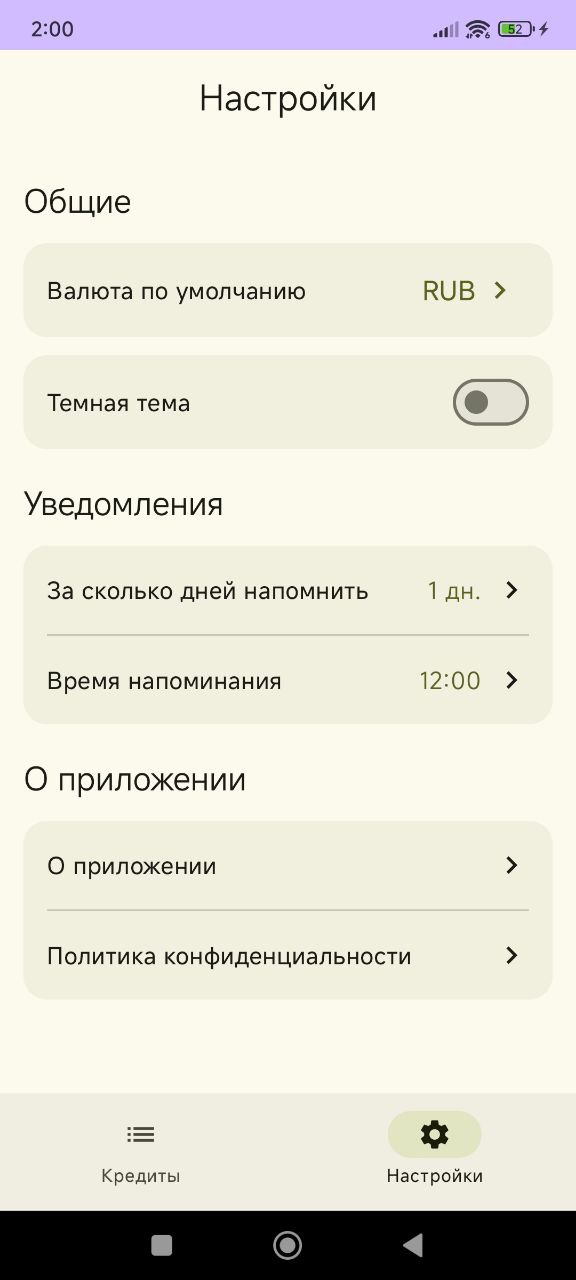 2:00
52
Настройки
Общие
Валюта по умолчанию RUB
Темная тема
Уведомления
За сколько дней напомнить 1 дн.
Время напоминания 12:00
О приложении
О приложении
Политика конфиденциальности
Кредиты Настройки